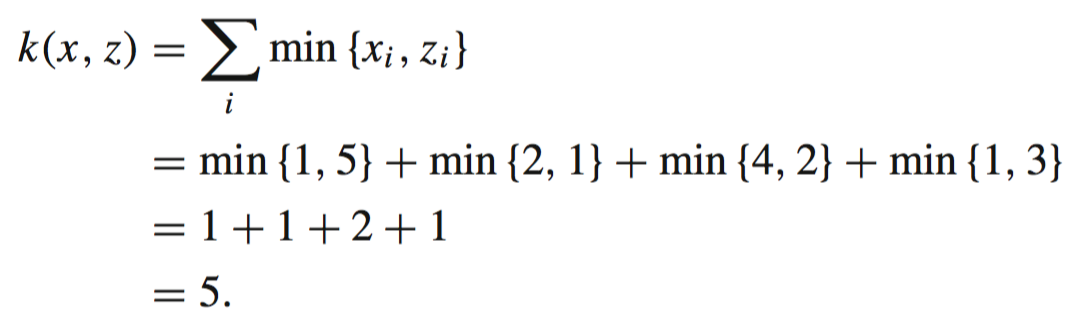 k(x, z) = ∑_i min {x_i, z_i}
= min {1, 5} + min {2, 1} + min {4, 2} + min {1, 3}
= 1 + 1 + 2 + 1
= 5.